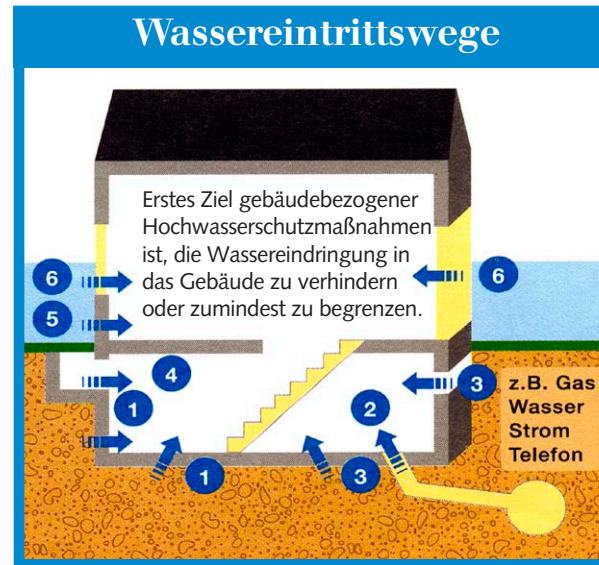 Wassereintrittswege
Erstes Ziel gebäudebezogener
Hochwasserschutzmaßnahmen
ist, die Wassereindringung in
das Gebäude zu verhindern
oder zumindest zu begrenzen.
6
6
5
4
3
z.B. Gas
Wasser
Strom
Telefon
1
2
1
3